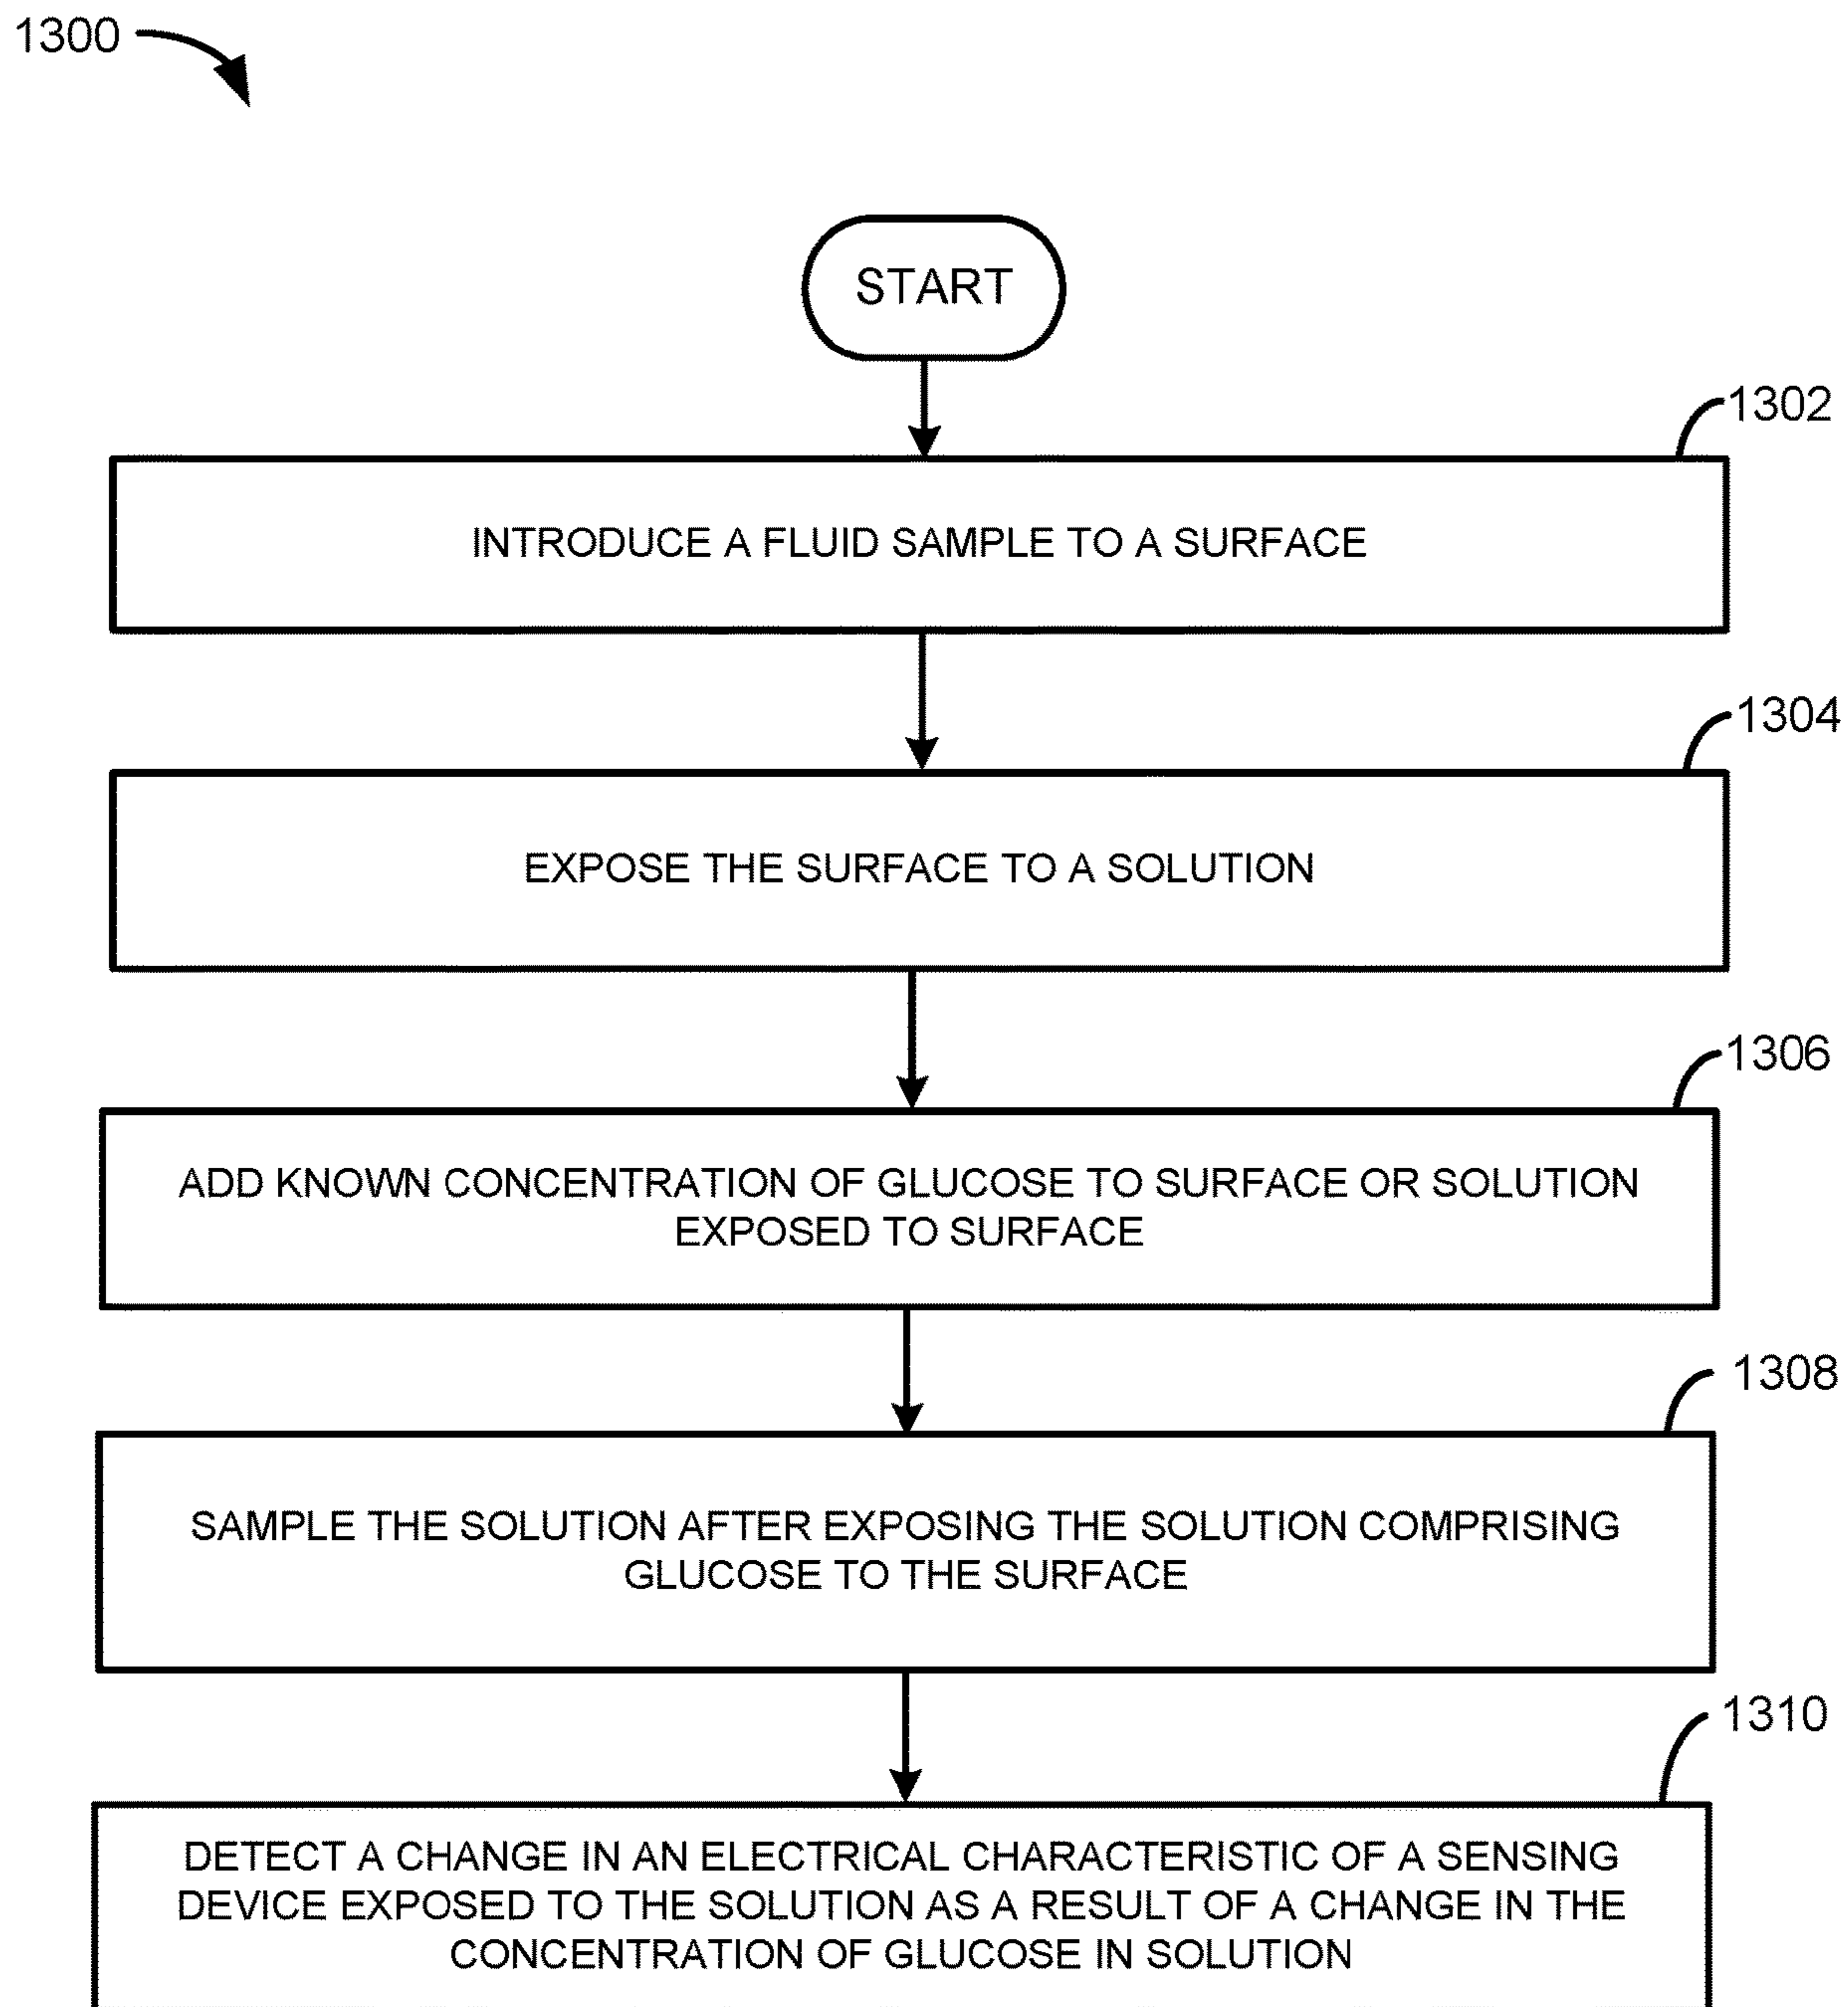 1300
START
1302
INTRODUCE A FLUID SAMPLE TO A SURFACE
1304
EXPOSE THE SURFACE TO A SOLUTION
1306
ADD KNOWN CONCENTRATION OF GLUCOSE TO SURFACE OR SOLUTION
EXPOSED TO SURFACE
1308
SAMPLE THE SOLUTION AFTER EXPOSING THE SOLUTION COMPRISING
GLUCOSE TO THE SURFACE
1310
DETECT A CHANGE IN AN ELECTRICAL CHARACTERISTIC OF A SENSING
DEVICE EXPOSED TO THE SOLUTION AS A RESULT OF A CHANGE IN THE
CONCENTRATION OF GLUCOSE IN SOLUTION